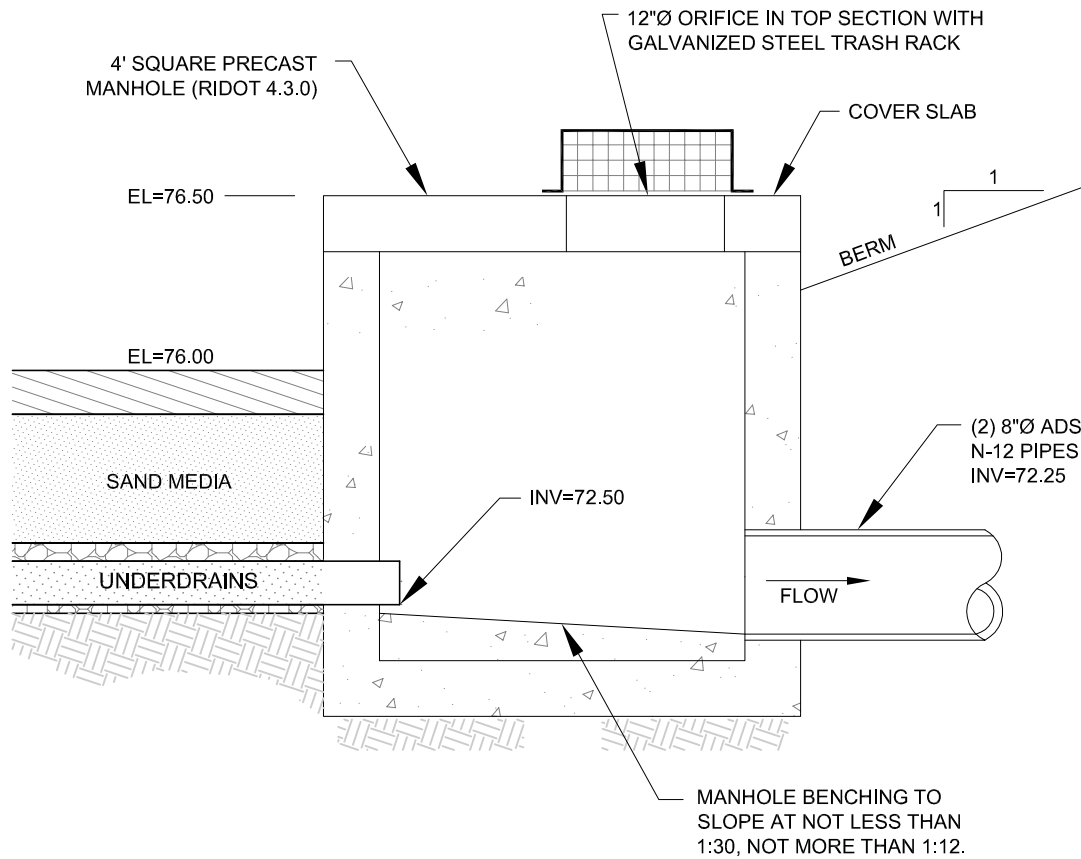 12"Ø ORIFICE IN TOP SECTION WITH
GALVANIZED STEEL TRASH RACK
4' SQUARE PRECAST
MANHOLE (RIDOT 4.3.0)
COVER SLAB
EL=76.50
1
1
BERM
EL=76.00
(2) 8"Ø ADS
N-12 PIPES
INV=72.25
SAND MEDIA
INV=72.50
UNDERDRAINS
FLOW
MANHOLE BENCHING TO
SLOPE AT NOT LESS THAN
1:30, NOT MORE THAN 1:12.